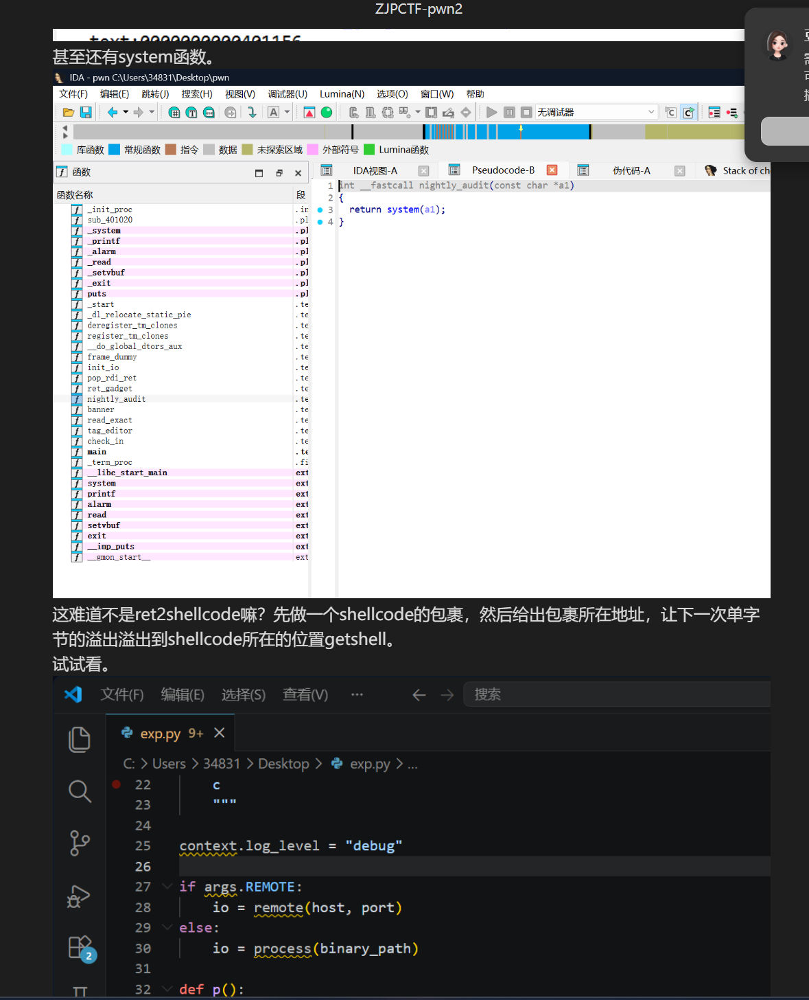 ZJPCTF-pwn2
text:0000000000401156
甚至还有system函数。
IDA - pwn C:\Users\34831\Desktop\pwn
文件(F) 编辑(E) 跳转(J) 搜索(H) 视图(V) 调试器(U) Lumina(N) 选项(O) 窗口(W) 帮助
无调试器
库函数 常规函数 指令 数据 未探索区域 外部符号 Lumina函数
函数
IDA视图-A Pseudocode-B 伪代码-A Stack of ch
函数名称 段
_init_proc .in
sub_401020 .pl
_system .pl
_printf .pl
_alarm .pl
_read .pl
_setvbuf .pl
_exit .pl
puts .pl
_start .te
_dl_relocate_static_pie .te
deregister_tm_clones .te
register_tm_clones .te
__do_global_dtors_aux .te
frame_dummy .te
init_io .te
pop_rdi_ret .te
ret_gadget .te
nightly_audit .te
banner .te
read_exact .te
tag_editor .te
check_in .te
main .te
_term_proc .fi
__libc_start_main ext
system ext
printf ext
alarm ext
read ext
setvbuf ext
exit ext
__imp_puts ext
__gmon_start__ ext
1 int __fastcall nightly_audit(const char *a1)
2 {
3 return system(a1);
4 }
这难道不是ret2shellcode嘛？先做一个shellcode的包裹，然后给出包裹所在地址，让下一次单字
节的溢出溢出到shellcode所在的位置getshell。
试试看。
文件(F) 编辑(E) 选择(S) 查看(V) ··· 搜索
exp.py 9+
C: > Users > 34831 > Desktop > exp.py > ...
22 c
23 """
24
25 context.log_level = "debug"
26
27 if args.REMOTE:
28 io = remote(host, port)
29 else:
30 io = process(binary_path)
31
32 def p():
2